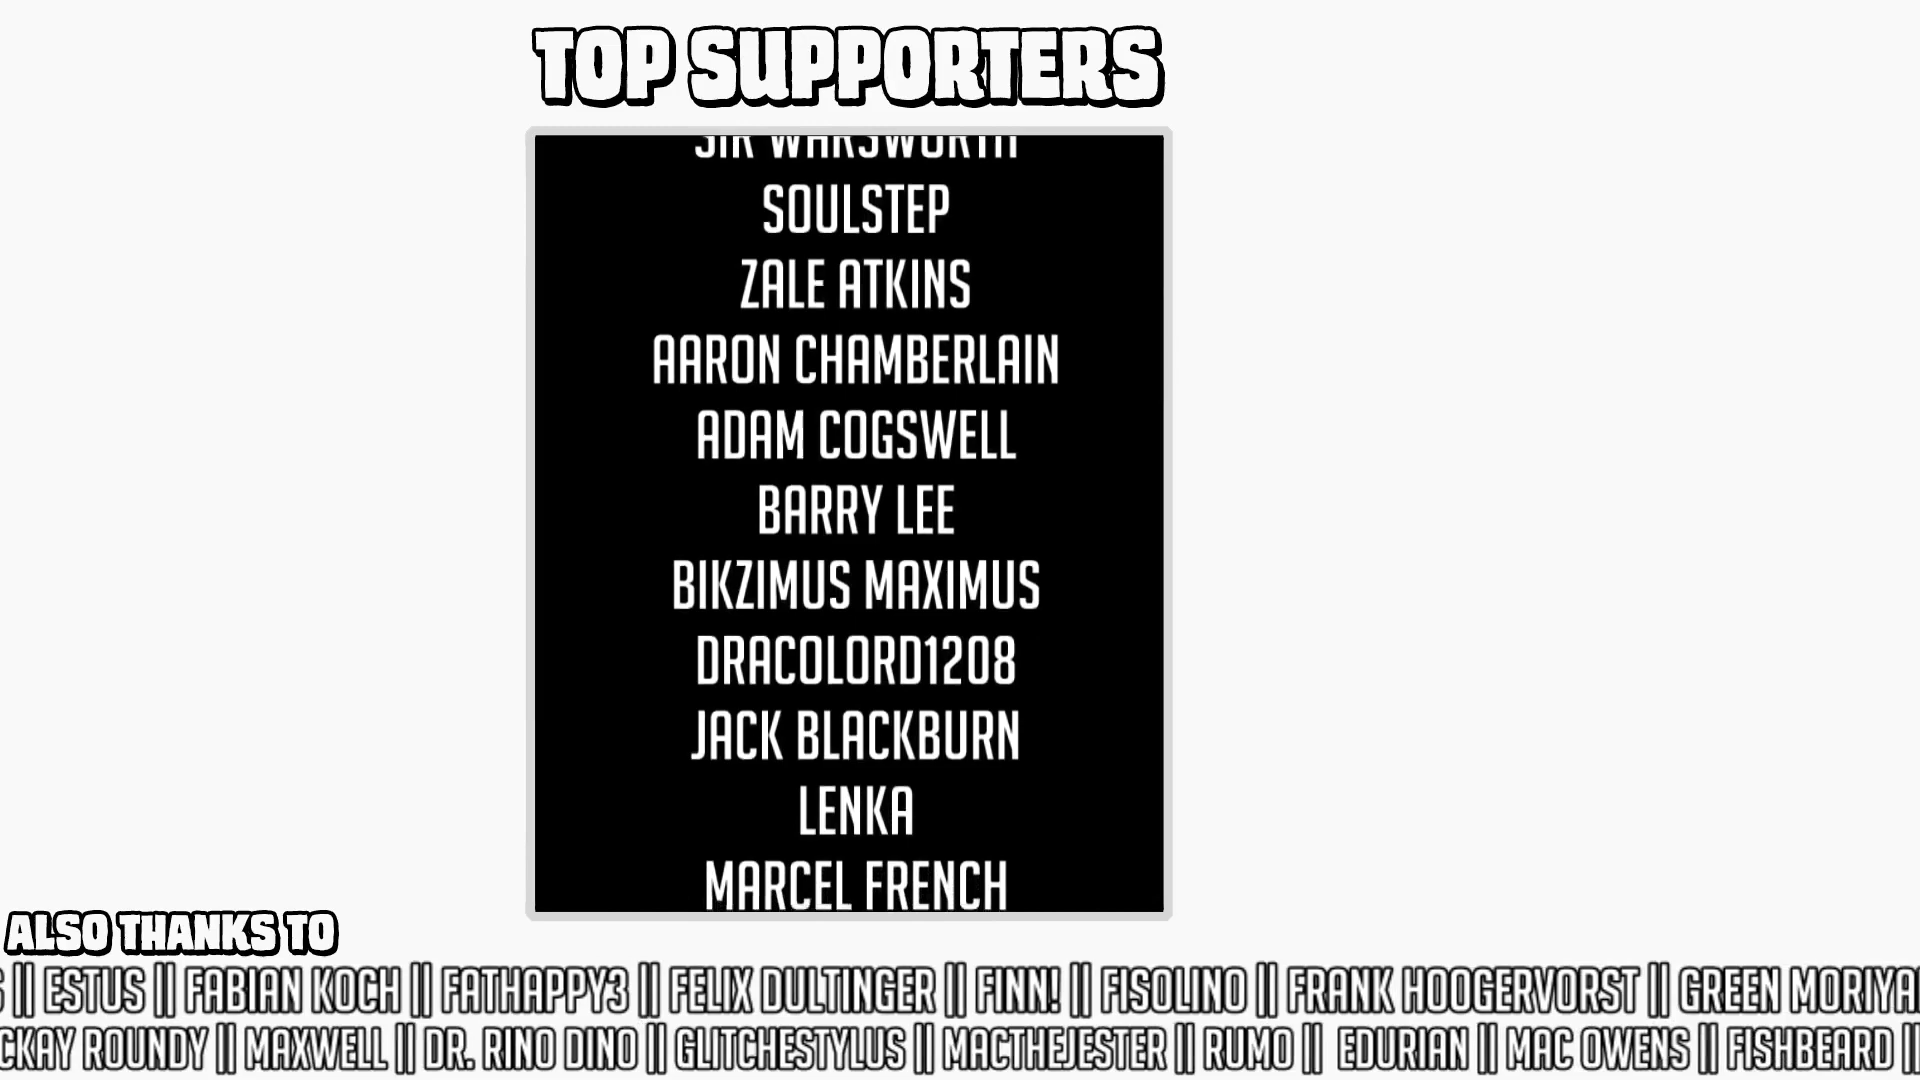 TOP SUPPORTERS
SIR WARSWORTH
SOULSTEP
ZALE ATKINS
AARON CHAMBERLAIN
ADAM COGSWELL
BARRY LEE
BIKZIMUS MAXIMUS
DRACOLORD1208
JACK BLACKBURN
LENKA
MARCEL FRENCH
ALSO THANKS TO
|| ESTUS || FABIAN KOCH || FATHAPPY3 || FELIX DULTINGER || FINN! || FISOLINO || FRANK HOOGERVORST || GREEN
ROUNDY || MAXWELL || DR. RINO DINO || GLITCHESTYLUS || MACTHEJESTER || RUMO || EDURIAN || MAC OWENS || FISHBEARD ||